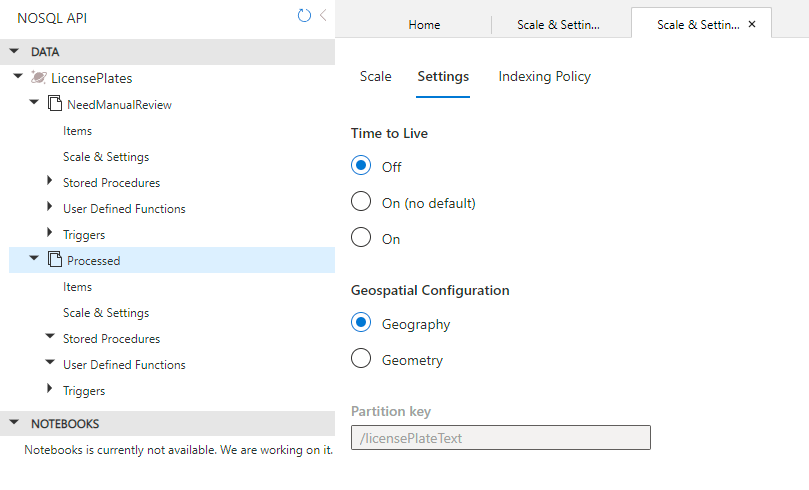 NOSQL API
DATA
LicensePlates
NeedManualReview
Items
Scale & Settings
Stored Procedures
User Defined Functions
Triggers
Processed
Items
Scale & Settings
Stored Procedures
User Defined Functions
Triggers
NOTEBOOKS
Notebooks is currently not available. We are working on it.
Home
Scale & Settin...
Scale & Settin...
Scale
Settings
Indexing Policy
Time to Live
Off
On (no default)
On
Geospatial Configuration
Geography
Geometry
Partition key
/licensePlateText